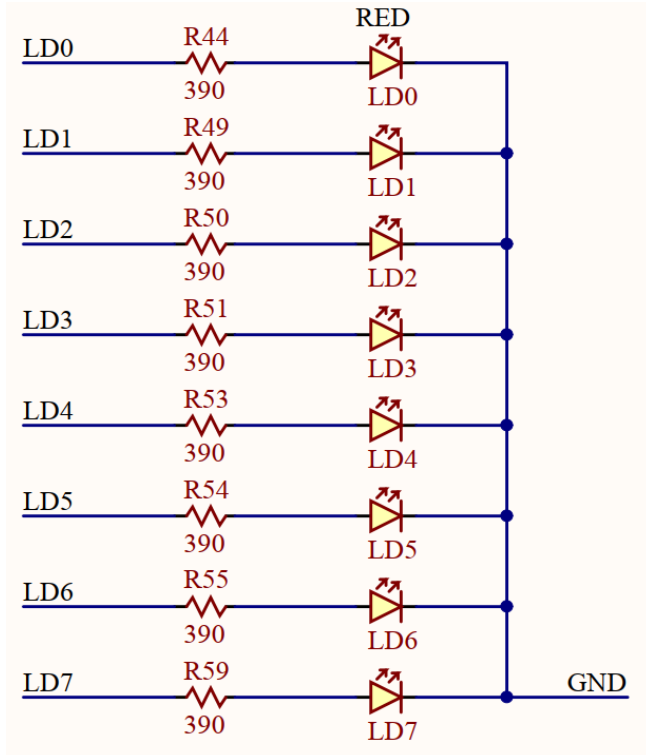 RED
LD0 R44
390 LD0
LD1 R49
390 LD1
LD2 R50
390 LD2
LD3 R51
390 LD3
LD4 R53
390 LD4
LD5 R54
390 LD5
LD6 R55
390 LD6
LD7 R59 GND
390 LD7